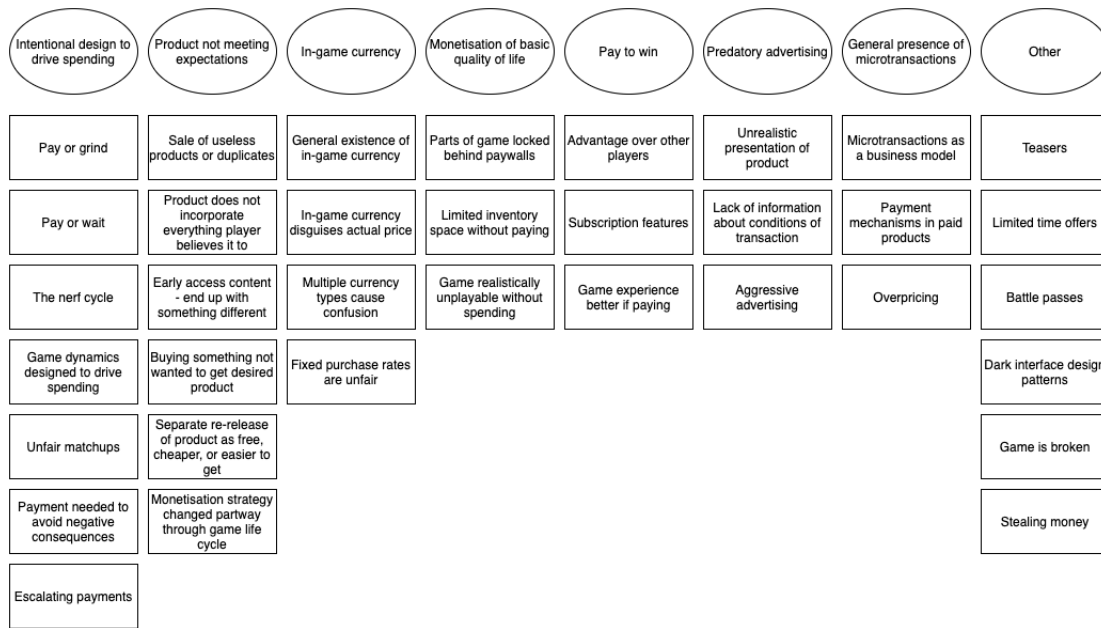 Intentional design to
drive spending
Product not meeting
expectations
In-game currency
Monetisation of basic
quality of life
Pay to win
Predatory advertising
General presence of
microtransactions
Other
Pay or grind
Sale of useless
products or duplicates
General existence of
in-game currency
Parts of game locked
behind paywalls
Advantage over other
players
Unrealistic
presentation of
product
Microtransactions as
a business model
Teasers
Pay or wait
Product does not
incorporate
everything player
believes it to
In-game currency
disguises actual price
Limited inventory
space without paying
Subscription features
Lack of information
about conditions of
transaction
Payment
mechanisms in paid
products
Limited time offers
The nerf cycle
Early access content
- end up with
something different
Multiple currency
types cause
confusion
Game realistically
unplayable without
spending
Game experience
better if paying
Aggressive
advertising
Overpricing
Battle passes
Game dynamics
designed to drive
spending
Buying something not
wanted to get desired
product
Fixed purchase rates
are unfair
Dark interface design
patterns
Unfair matchups
Separate re-release
of product as free,
cheaper, or easier to
get
Game is broken
Payment needed to
avoid negative
consequences
Monetisation strategy
changed partway
through game life
cycle
Stealing money
Escalating payments